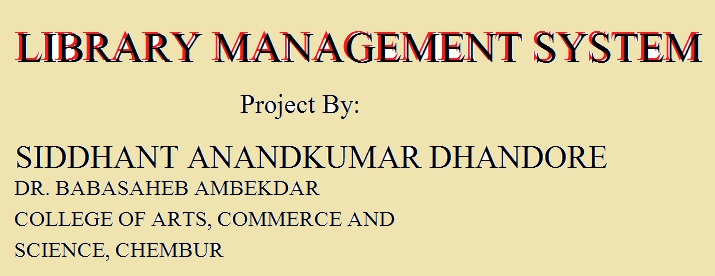 LIBRARY MANAGEMENT SYSTEM
Project By:
SIDDHANT ANANDKUMAR DHANDORE
DR. BABASAHEB AMBEKDAR
COLLEGE OF ARTS, COMMERCE AND
SCIENCE, CHEMBUR